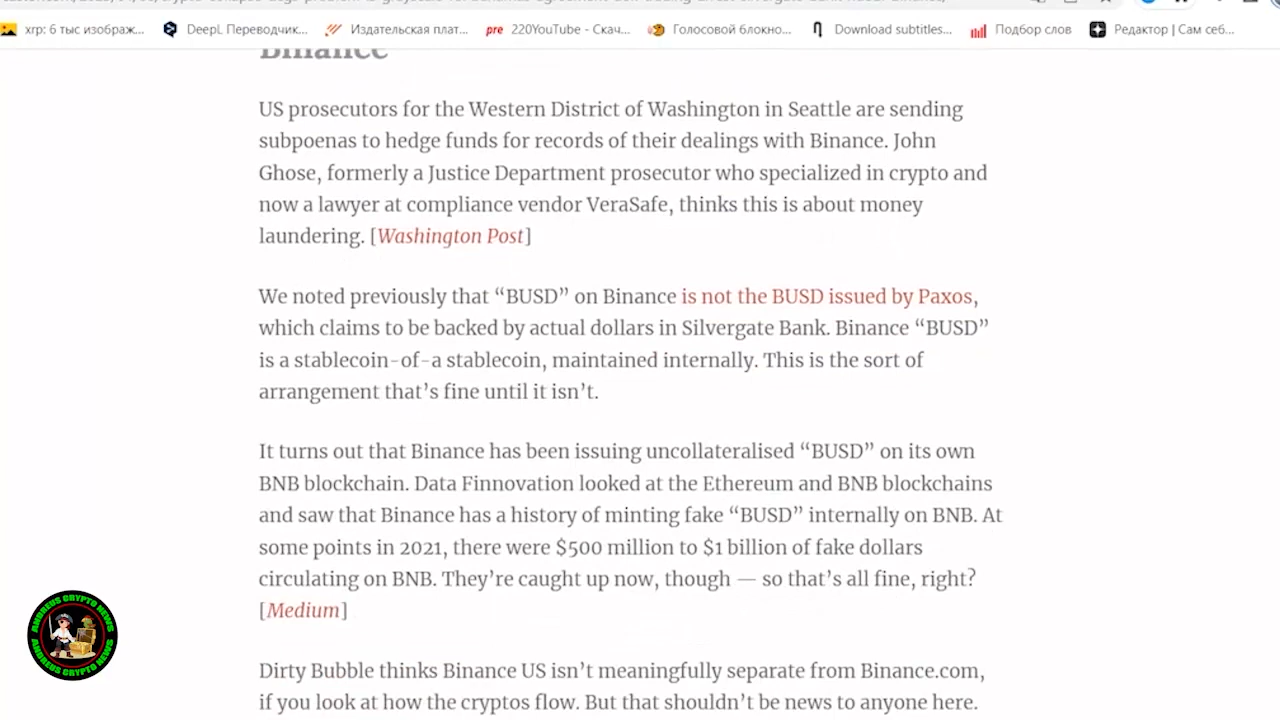 хгр: 6 тыс изображ...
DeepL Переводчик...
Издательская плат...
pre 220YouTube - Скач...
Голосовой блокно...
Download subtitles...
Подбор слов
Редактор | Сам себ...
Binance
US prosecutors for the Western District of Washington in Seattle are sending
subpoenas to hedge funds for records of their dealings with Binance. John
Ghose, formerly a Justice Department prosecutor who specialized in crypto and
now a lawyer at compliance vendor VeraSafe, thinks this is about money
laundering. [Washington Post]
We noted previously that “BUSD” on Binance is not the BUSD issued by Paxos,
which claims to be backed by actual dollars in Silvergate Bank. Binance “BUSD”
is a stablecoin-of-a stablecoin, maintained internally. This is the sort of
arrangement that’s fine until it isn’t.
It turns out that Binance has been issuing uncollateralised “BUSD” on its own
BNB blockchain. Data Finnovation looked at the Ethereum and BNB blockchains
and saw that Binance has a history of minting fake “BUSD” internally on BNB. At
some points in 2021, there were $500 million to $1 billion of fake dollars
circulating on BNB. They’re caught up now, though — so that’s all fine, right?
[Medium]
Dirty Bubble thinks Binance US isn’t meaningfully separate from Binance.com,
if you look at how the cryptos flow. But that shouldn’t be news to anyone here.
ANDREUS CRYPTO NEWS
ANDREUS CRYPTO NEWS